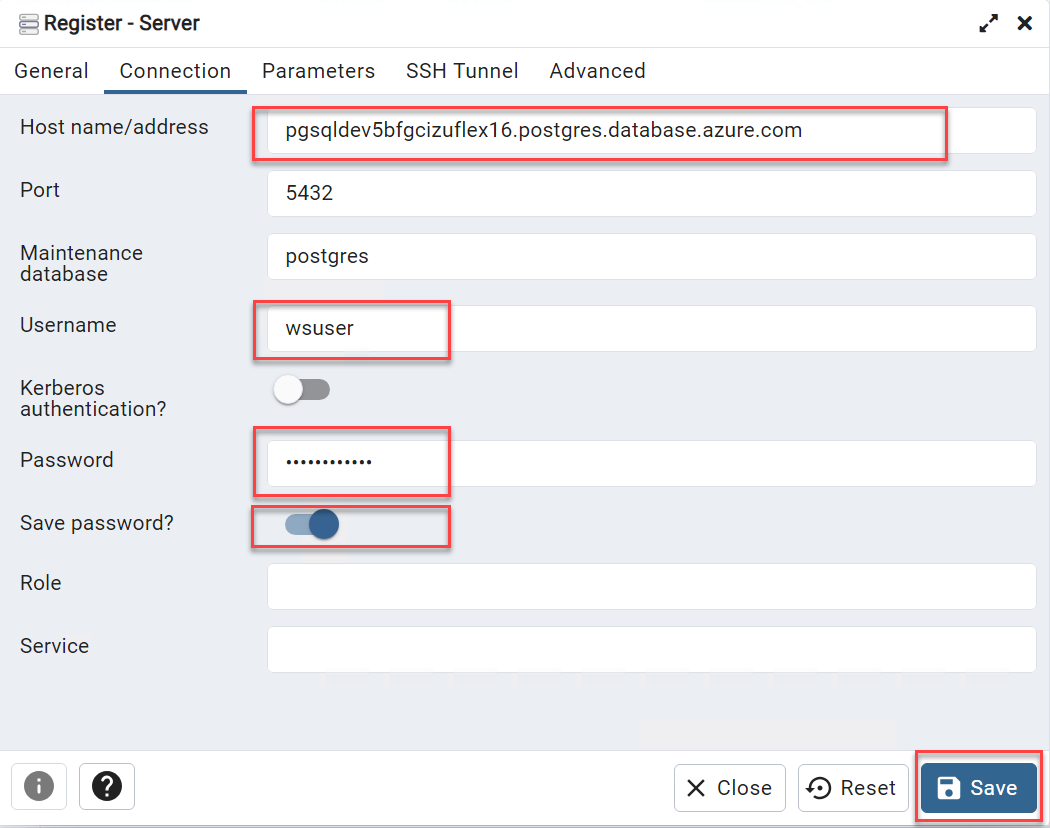 Register - Server
General Connection Parameters SSH Tunnel Advanced
Host name/address pgsqldev5bfgcizuflex16.postgres.database.azure.com
Port 5432
Maintenance
database postgres
Username wsuser
Kerberos
authentication?
Password ••••••••••••
Save password?
Role
Service
Close Reset Save